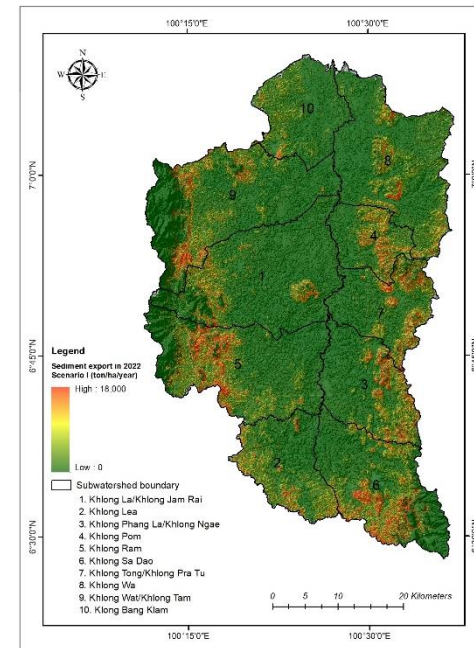 100°15'0"E 100°30'0"E
N
W E
S
10
8
7°0'0"N
9
4
1
7
Legend
Sediment export in 2022
Scenario I (ton/ha/year)
High : 18,000
Low : 0
6°45'0"N
5
3
2
6
Subwatershed boundary
1. Khlong La/Khlong Jam Rai
2. Khlong Lea
3. Khlong Phang La/Khlong Ngae
4. Khlong Pom
5. Khlong Ram
6. Khlong Sa Dao
7. Khlong Tong/Khlong Pra Tu
8. Khlong Wa
9. Khlong Wat/Khlong Tam
10. Klong Bang Klam
6°30'0"N
0 5 10 20 Kilometers
100°15'0"E 100°30'0"E